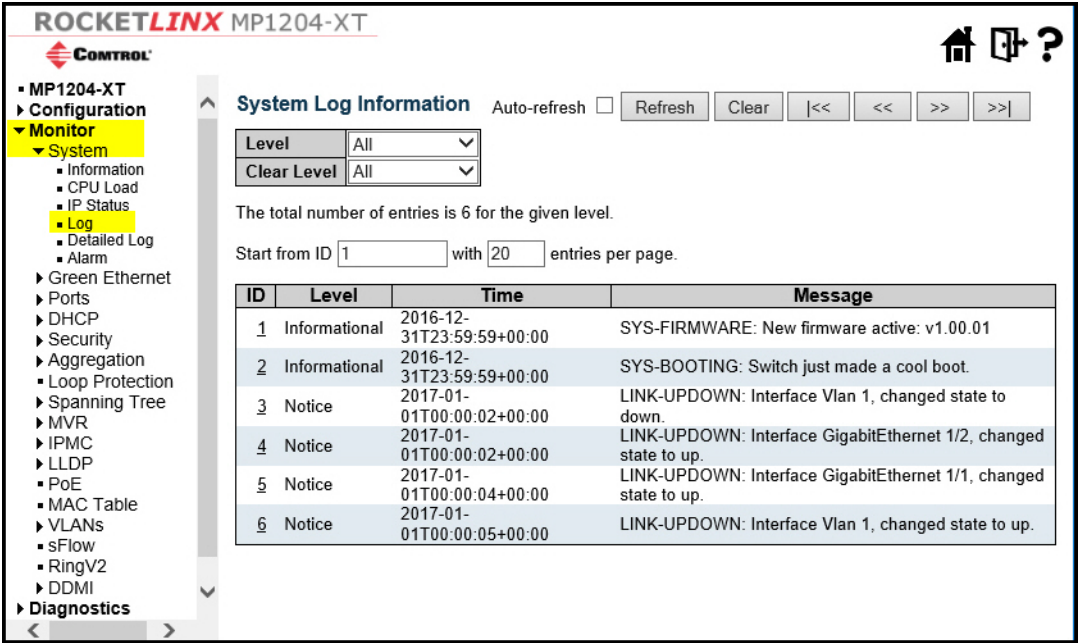 ROCKETLINX MP1204-XT
COMTROL
?
MP1204-XT
Configuration
Monitor
System
Information
CPU Load
IP Status
Log
Detailed Log
Alarm
Green Ethernet
Ports
DHCP
Security
Aggregation
Loop Protection
Spanning Tree
MVR
IPMC
LLDP
PoE
MAC Table
VLANs
sFlow
RingV2
DDMI
Diagnostics
System Log Information Auto-refresh Refresh Clear |<< << >> >>|
Level All
Clear Level All
The total number of entries is 6 for the given level.
Start from ID 1 with 20 entries per page.
ID Level Time Message
1 Informational 2016-12-
31T23:59:59+00:00 SYS-FIRMWARE: New firmware active: v1.00.01
2 Informational 2016-12-
31T23:59:59+00:00 SYS-BOOTING: Switch just made a cool boot.
3 Notice 2017-01-
01T00:00:02+00:00 LINK-UPDOWN: Interface Vlan 1, changed state to
down.
4 Notice 2017-01-
01T00:00:02+00:00 LINK-UPDOWN: Interface GigabitEthernet 1/2, changed
state to up.
5 Notice 2017-01-
01T00:00:04+00:00 LINK-UPDOWN: Interface GigabitEthernet 1/1, changed
state to up.
6 Notice 2017-01-
01T00:00:05+00:00 LINK-UPDOWN: Interface Vlan 1, changed state to up.